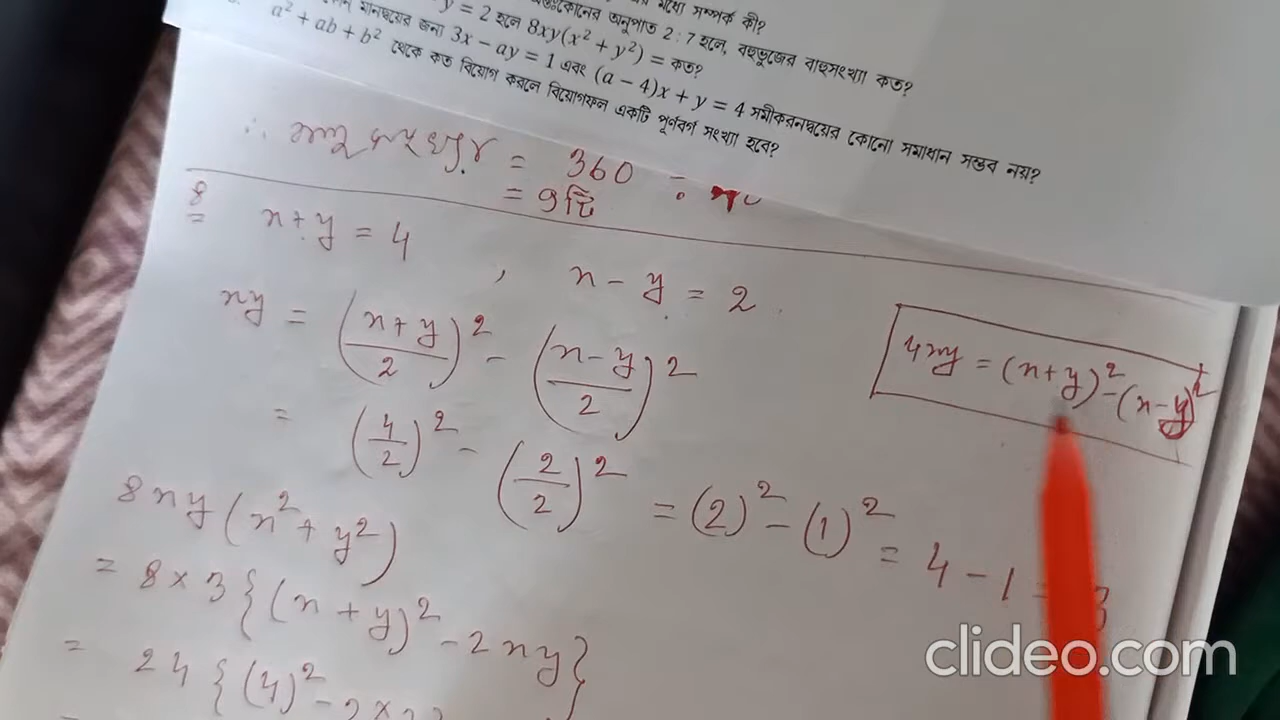 মধ্যে সম্পর্ক কী?
অনুপাত 2 : 7 হলে, বহুভুজের বাহুসংখ্যা কত?
y = 2 হলে 8xy(x² + y²) = কত?
মানদ্বয়ের জন্য 3x − ay = 1 এবং (a − 4)x + y = 4 সমীকরনদ্বয়ের কোনো সমাধান সম্ভব নয়?
a² + ab + b² থেকে কত বিয়োগ করলে বিয়োগফল একটি পূর্ণবর্গ সংখ্যা হবে?
∴ = 360 ÷
= 9টি
8 x + y = 4 , x − y = 2
xy = ((x+y)/2)² − ((x−y)/2)²
4xy = (x+y)² − (x−y)²
= (4/2)² − (2/2)² = (2)² − (1)² = 4 − 1 = 3
8xy(x² + y²)
= 8 × 3 {(x + y)² − 2xy}
= 24 {(4)² − 2×3}
clideo.com